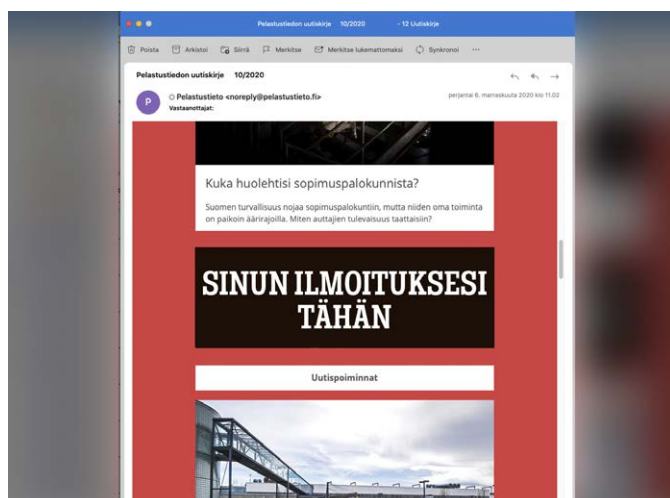 Pelastustiedon uutiskirje 10/2020 - 12 Uutiskirje
Poista Arkistoi Siirrä Merkitse Merkitse lukemattomaksi Synkronoi ...
Pelastustiedon uutiskirje 10/2020
P
Pelastustieto <noreply@pelastustieto.fi>
perjantai 6. marraskuuta 2020 klo 11.02
Vastaanottajat:
Kuka huolehtisi sopimuspalokunnista?
Suomen turvallisuus nojaa sopimuspalokuntiin, mutta niiden oma toiminta
on paikoin äärirajoilla. Miten auttajien tulevaisuus taattaisiin?
SINUN ILMOITUKSESI
TÄHÄN
Uutispoiminnat